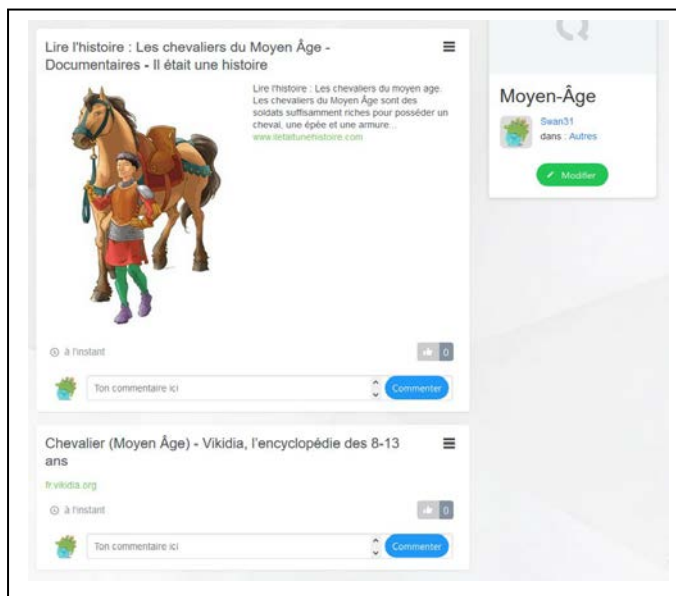 Lire l'histoire : Les chevaliers du Moyen Âge -
Documentaires - Il était une histoire
Lire l'histoire : Les chevaliers du moyen age.
Les chevaliers du Moyen Âge sont des
soldats suffisamment riches pour posséder un
cheval, une épée et une armure...
www.iletaitunehistoire.com
à l'instant
0
Ton commentaire ici
Commenter
Chevalier (Moyen Âge) - Vikidia, l'encyclopédie des 8-13
ans
fr.vikidia.org
à l'instant
0
Ton commentaire ici
Commenter
Moyen-Âge
Swan31
dans : Autres
Modifier